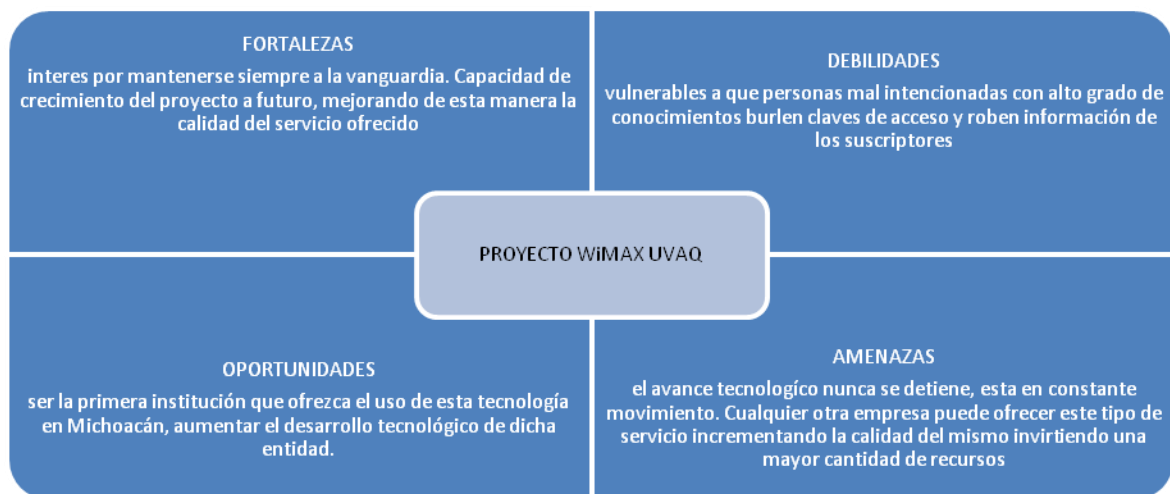 FORTALEZAS
interes por mantenerse siempre a la vanguardia. Capacidad de
crecimiento del proyecto a futuro, mejorando de esta manera la
calidad del servicio ofrecido
DEBILIDADES
vulnerables a que personas mal intencionadas con alto grado de
conocimientos burlen claves de acceso y roben información de
los suscriptores
PROYECTO WiMAX UVAQ
OPORTUNIDADES
ser la primera institución que ofrezca el uso de esta tecnología
en Michoacán, aumentar el desarrollo tecnológico de dicha
entidad.
AMENAZAS
el avance tecnologíco nunca se detiene, esta en constante
movimiento. Cualquier otra empresa puede ofrecer este tipo de
servicio incrementando la calidad del mismo invirtiendo una
mayor cantidad de recursos